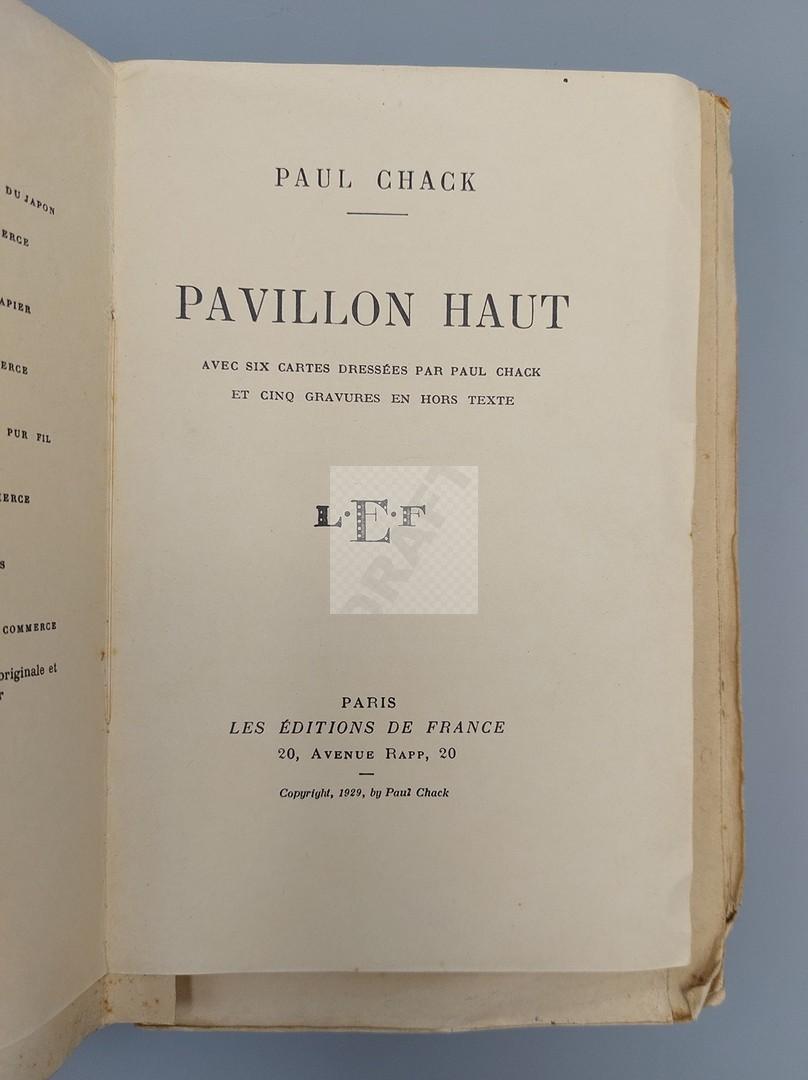 DU JAPON
ERCE
APIER
ERCE
PUR FIL
ERCE
S
COMMERCE
originale et
r
PAUL CHACK
PAVILLON HAUT
AVEC SIX CARTES DRESSÉES PAR PAUL CHACK
ET CINQ GRAVURES EN HORS TEXTE
L·E·F
DRAFT
PARIS
LES ÉDITIONS DE FRANCE
20, AVENUE RAPP, 20
Copyright, 1929, by Paul Chack